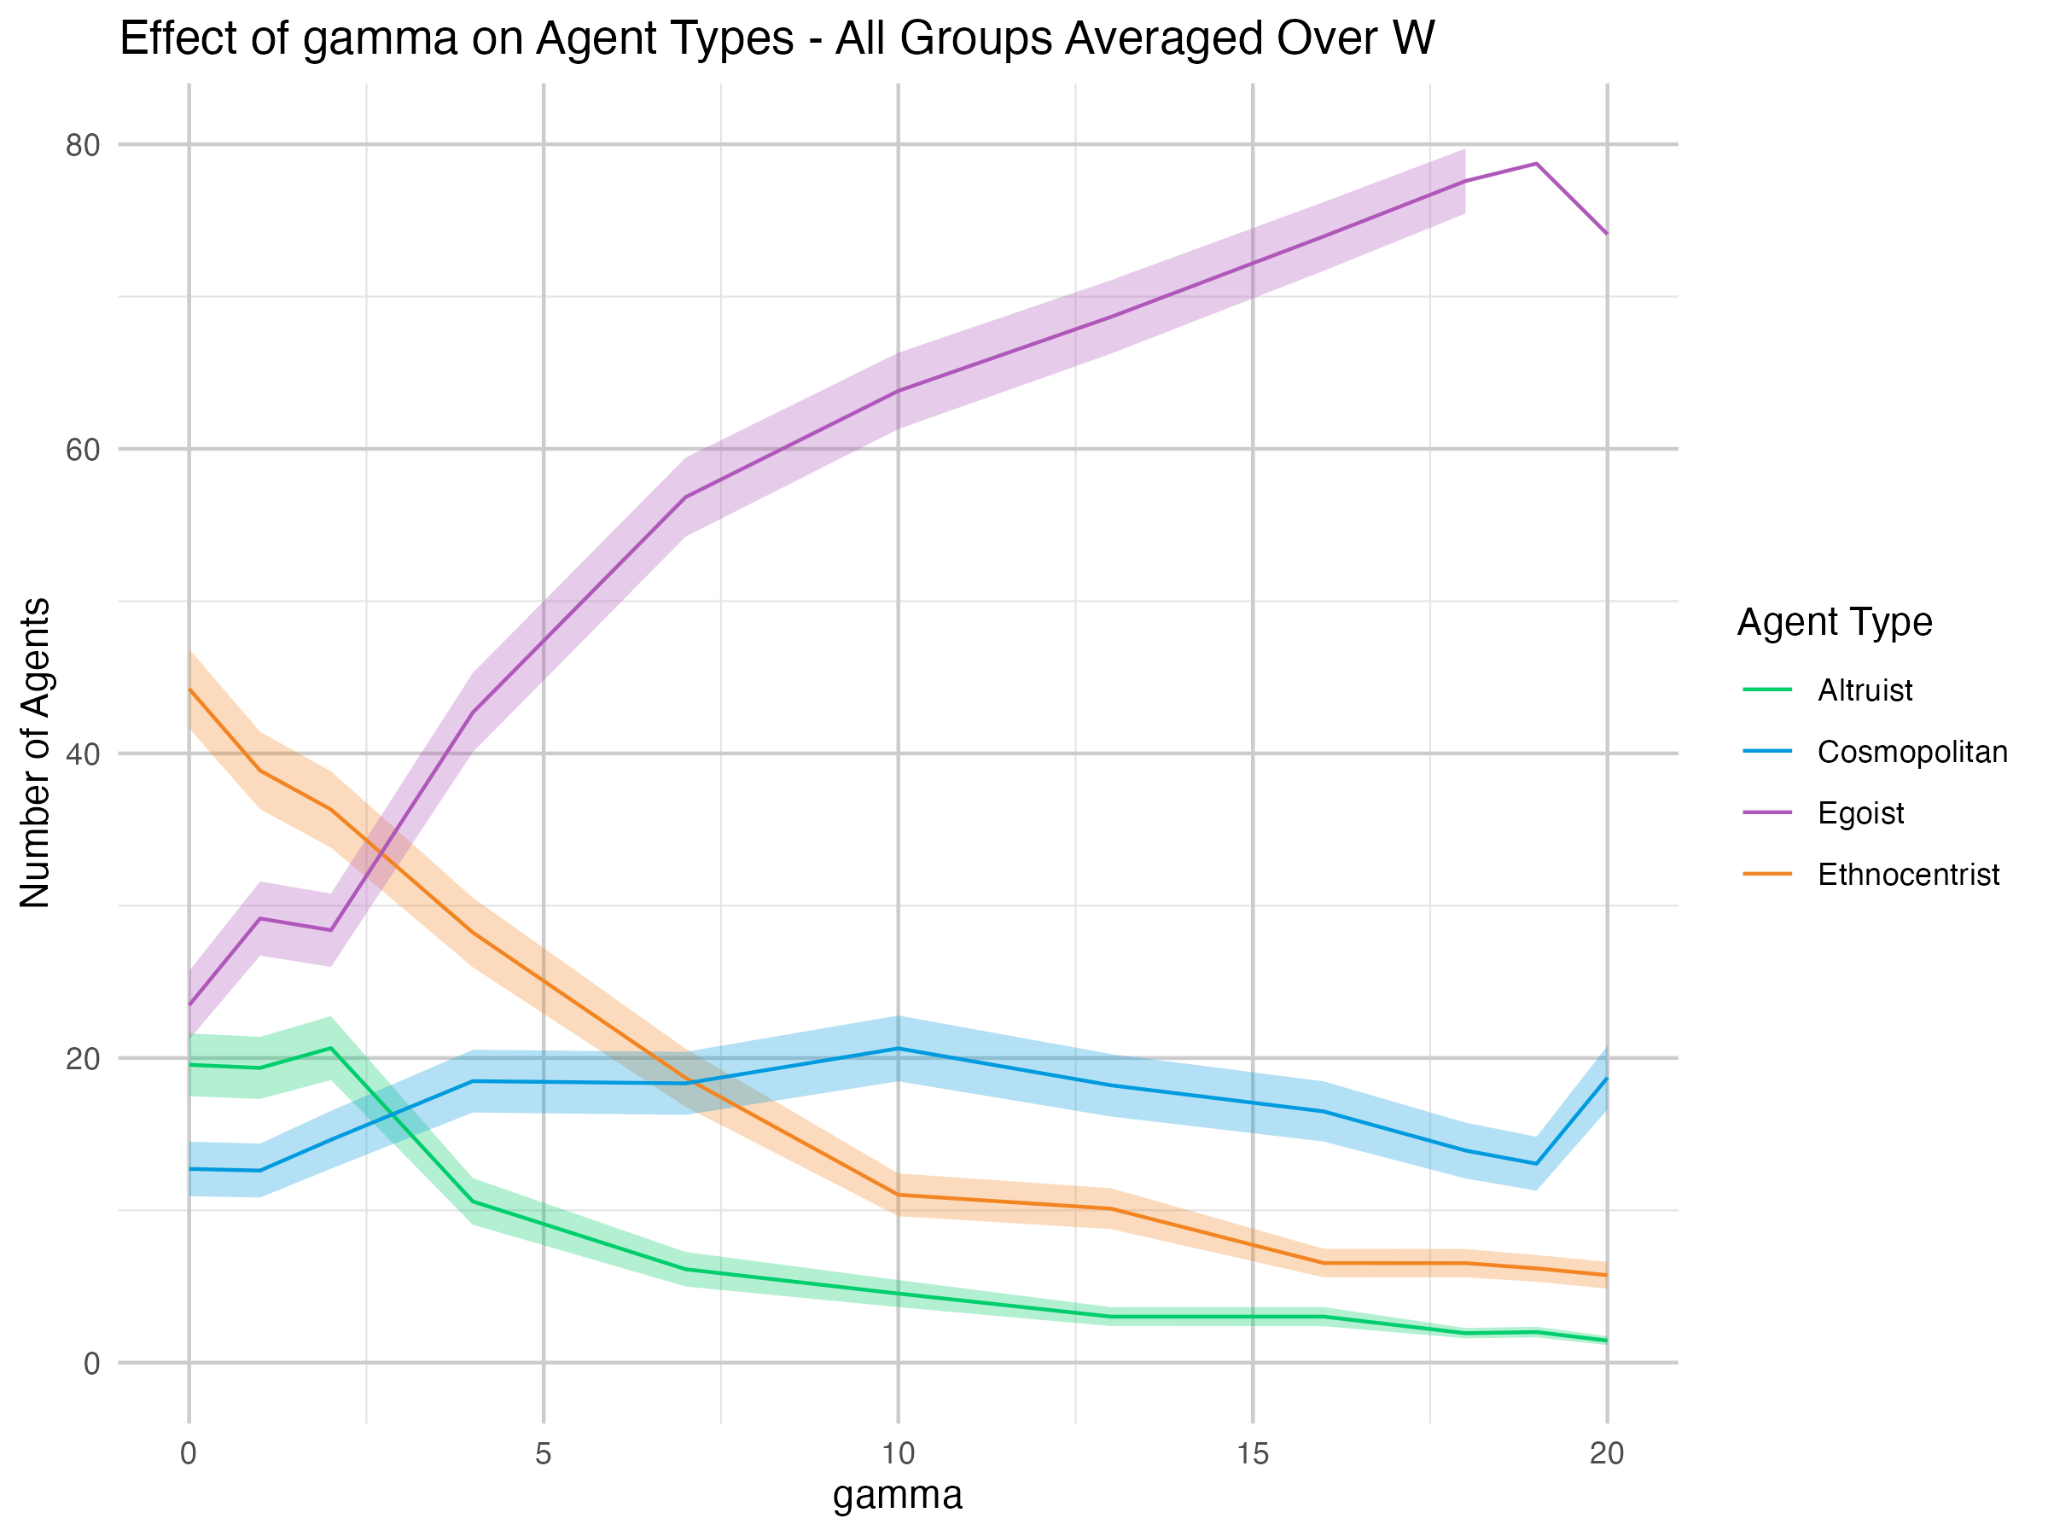 Effect of gamma on Agent Types - All Groups Averaged Over W
80
60
40
20
0
Number of Agents
0 5 10 15 20
gamma
Agent Type
Altruist
Cosmopolitan
Egoist
Ethnocentrist